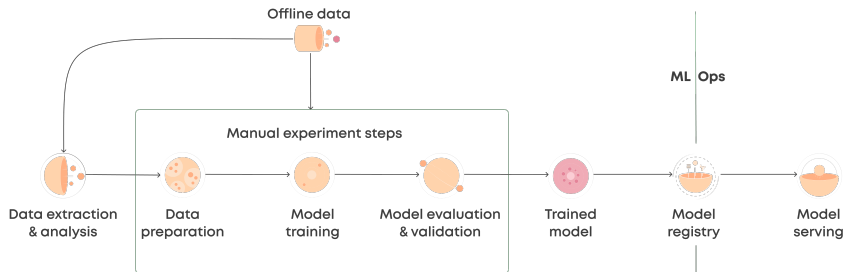 Offline data
ML Ops
Manual experiment steps
Data extraction
& analysis
Data
preparation
Model
training
Model evaluation
& validation
Trained
model
Model
registry
Model
serving